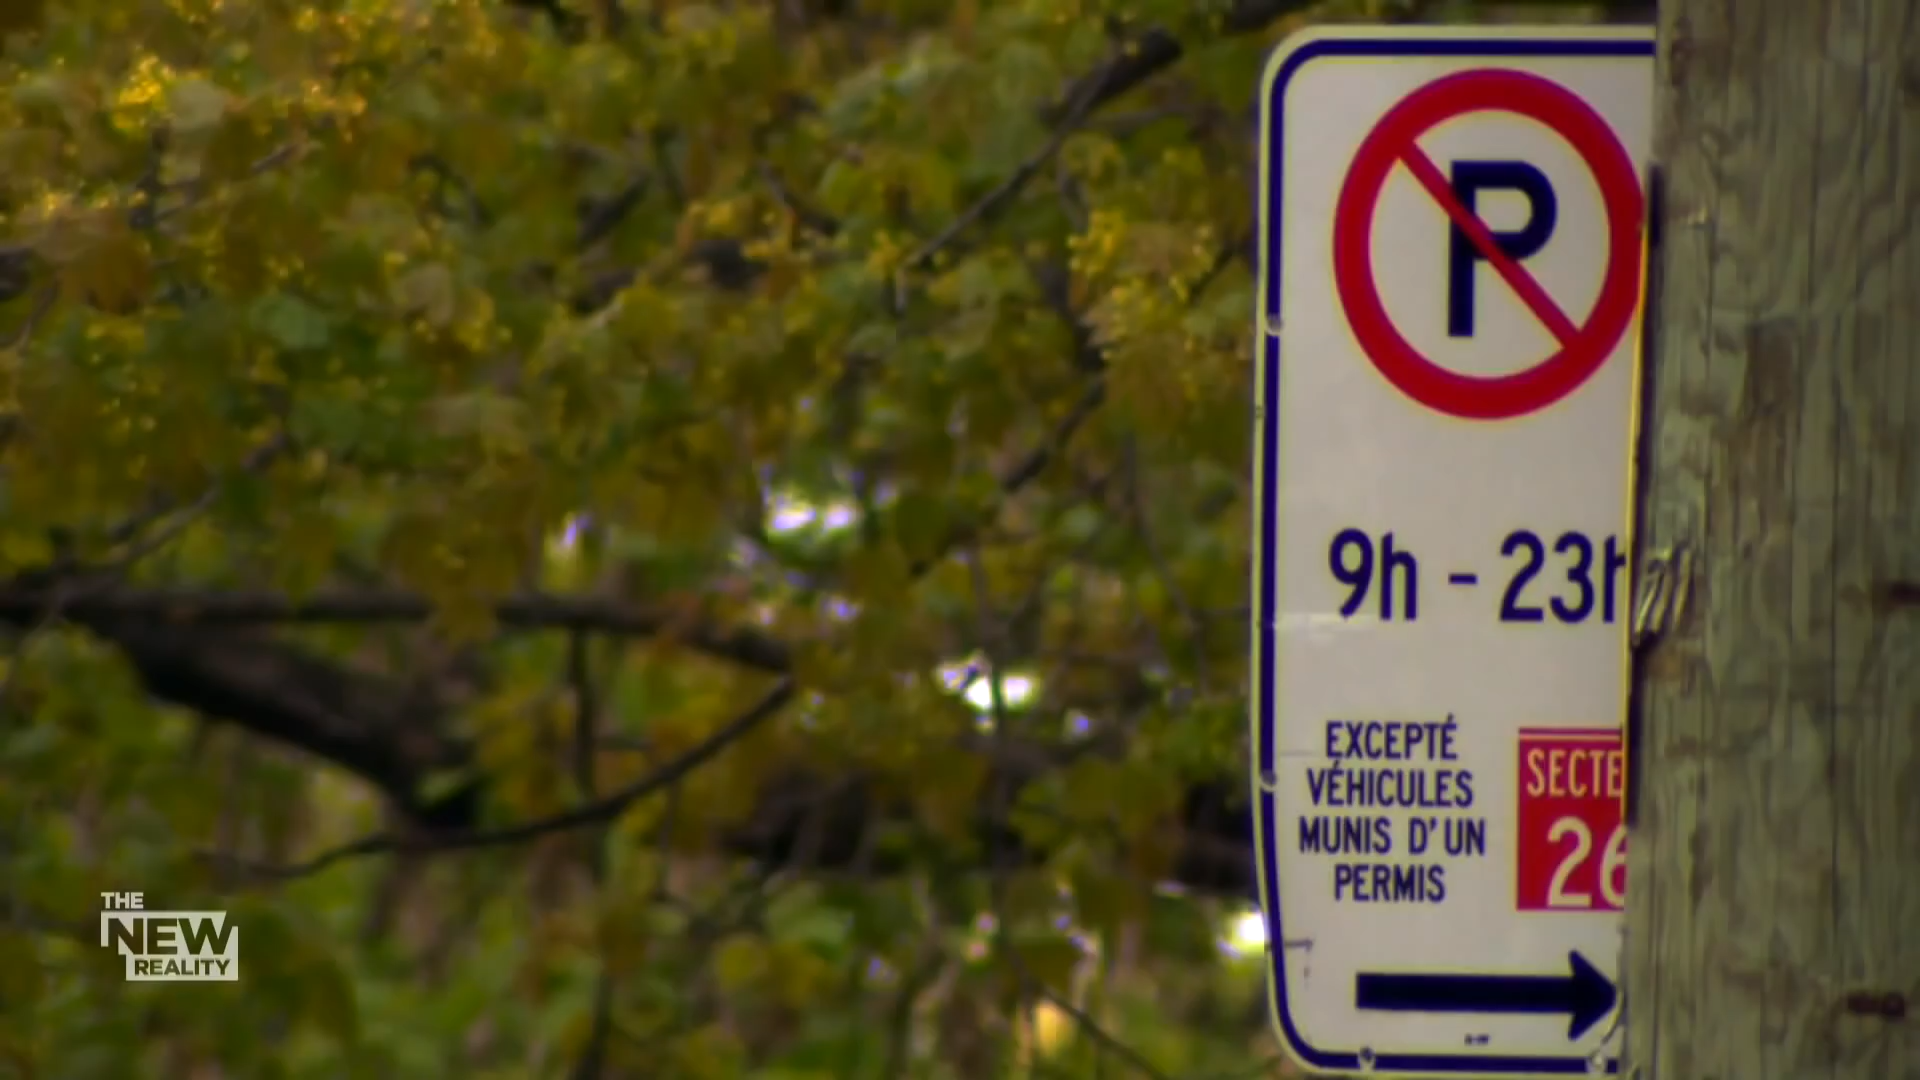 P
9h - 23h
EXCEPTÉ
VÉHICULES
MUNIS D'UN
PERMIS
SECTE
26
THE
NEW
REALITY